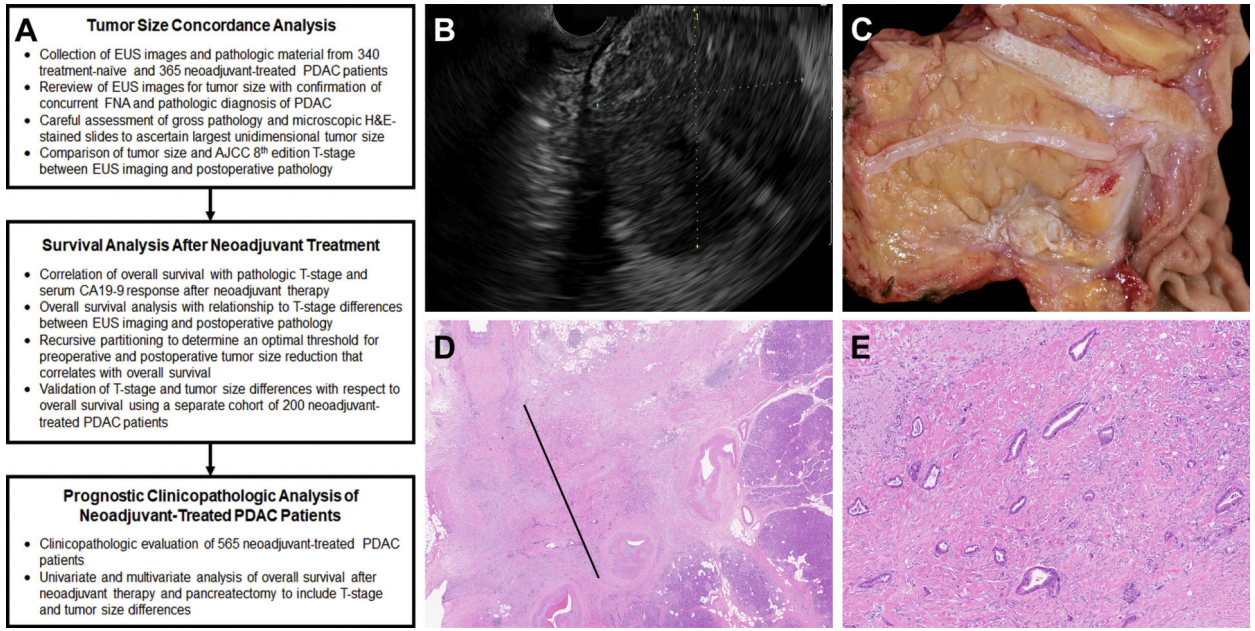 A
Tumor Size Concordance Analysis
• Collection of EUS images and pathologic material from 340
treatment-naïve and 365 neoadjuvant-treated PDAC patients
• Rereview of EUS images for tumor size with confirmation of
concurrent FNA and pathologic diagnosis of PDAC
• Careful assessment of gross pathology and microscopic H&E-
stained slides to ascertain largest unidimensional tumor size
• Comparison of tumor size and AJCC 8th edition T-stage
between EUS imaging and postoperative pathology
Survival Analysis After Neoadjuvant Treatment
• Correlation of overall survival with pathologic T-stage and
serum CA19-9 response after neoadjuvant therapy
• Overall survival analysis with relationship to T-stage differences
between EUS imaging and postoperative pathology
• Recursive partitioning to determine an optimal threshold for
preoperative and postoperative tumor size reduction that
correlates with overall survival
• Validation of T-stage and tumor size differences with respect to
overall survival using a separate cohort of 200 neoadjuvant-
treated PDAC patients
Prognostic Clinicopathologic Analysis of
Neoadjuvant-Treated PDAC Patients
• Clinicopathologic evaluation of 565 neoadjuvant-treated PDAC
patients
• Univariate and multivariate analysis of overall survival after
neoadjuvant therapy and pancreatectomy to include T-stage
and tumor size differences
B
C
D
E